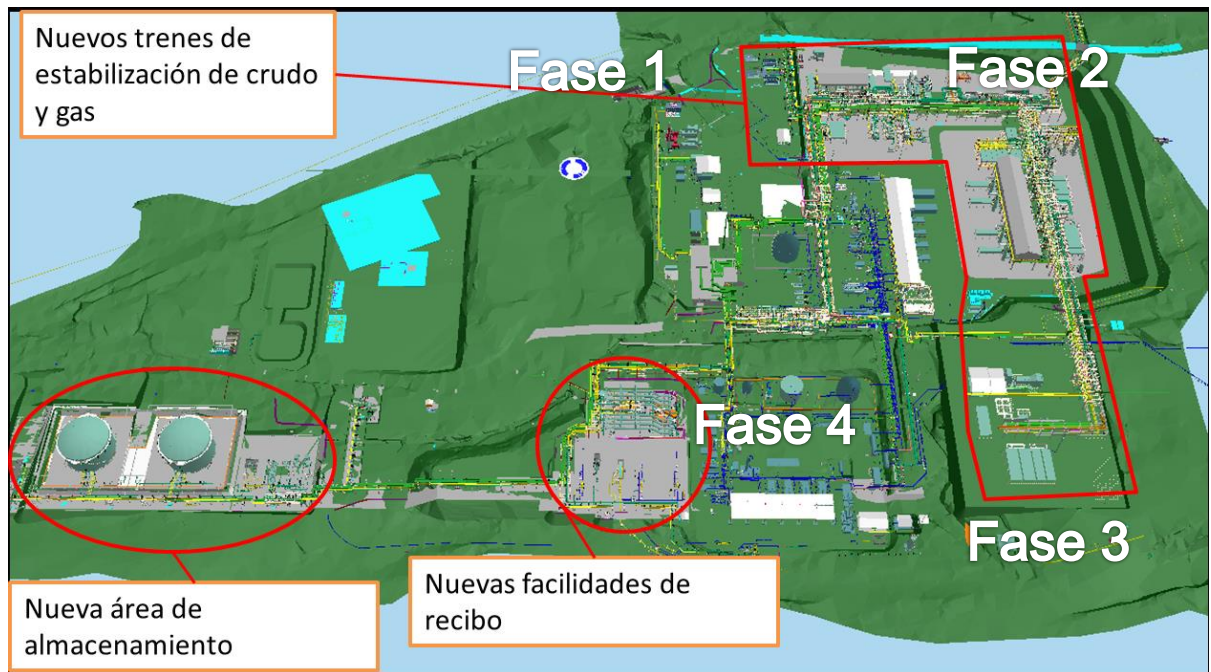 Nuevos trenes de
estabilización de crudo
y gas
Fase 1
Fase 2
Fase 4
Fase 3
Nuevas facilidades de
recibo
Nueva área de
almacenamiento